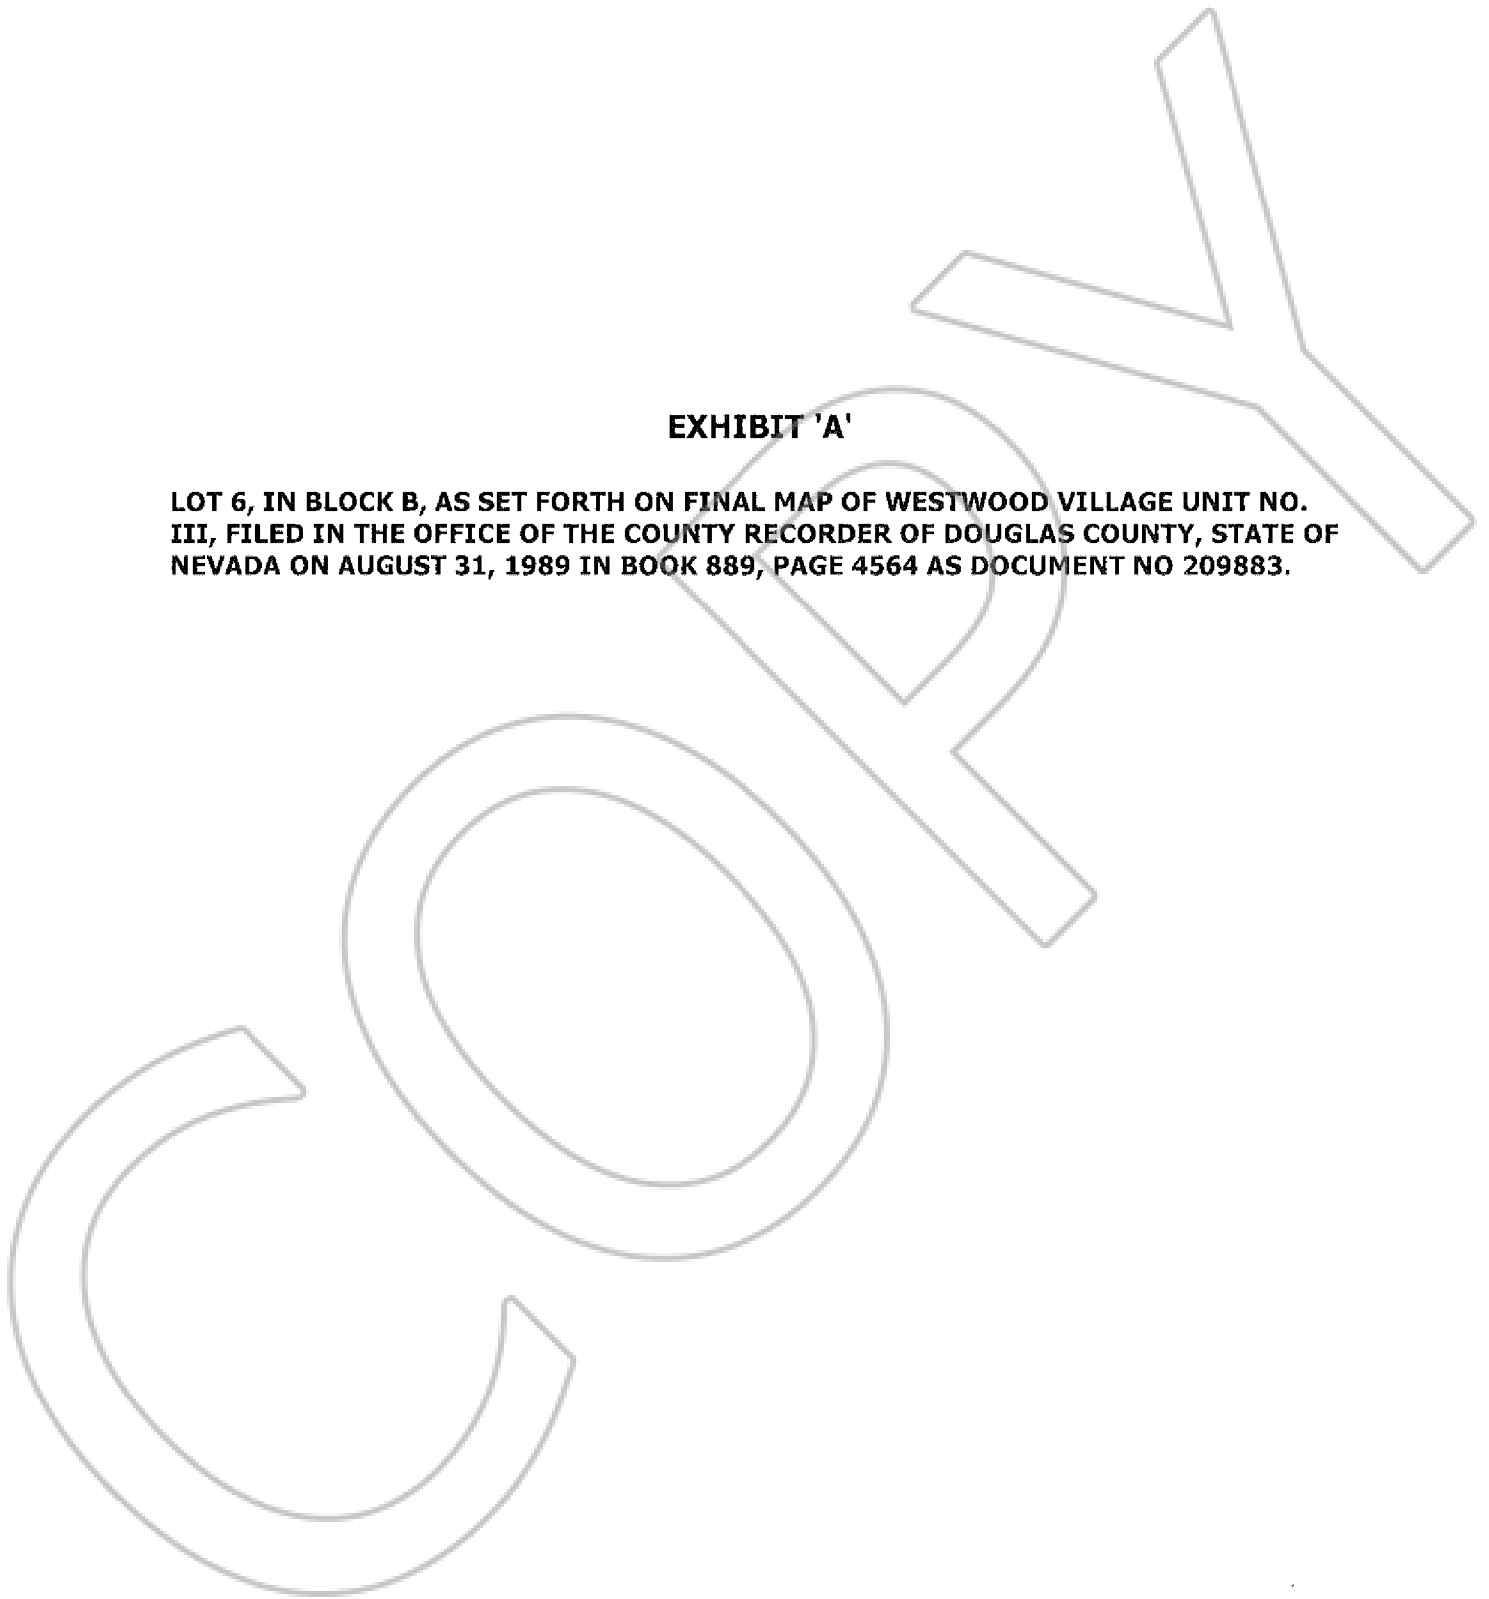 EXHIBIT 'A'
LOT 6, IN BLOCK B, AS SET FORTH ON FINAL MAP OF WESTWOOD VILLAGE UNIT NO.
III, FILED IN THE OFFICE OF THE COUNTY RECORDER OF DOUGLAS COUNTY, STATE OF
NEVADA ON AUGUST 31, 1989 IN BOOK 889, PAGE 4564 AS DOCUMENT NO 209883.
COPY